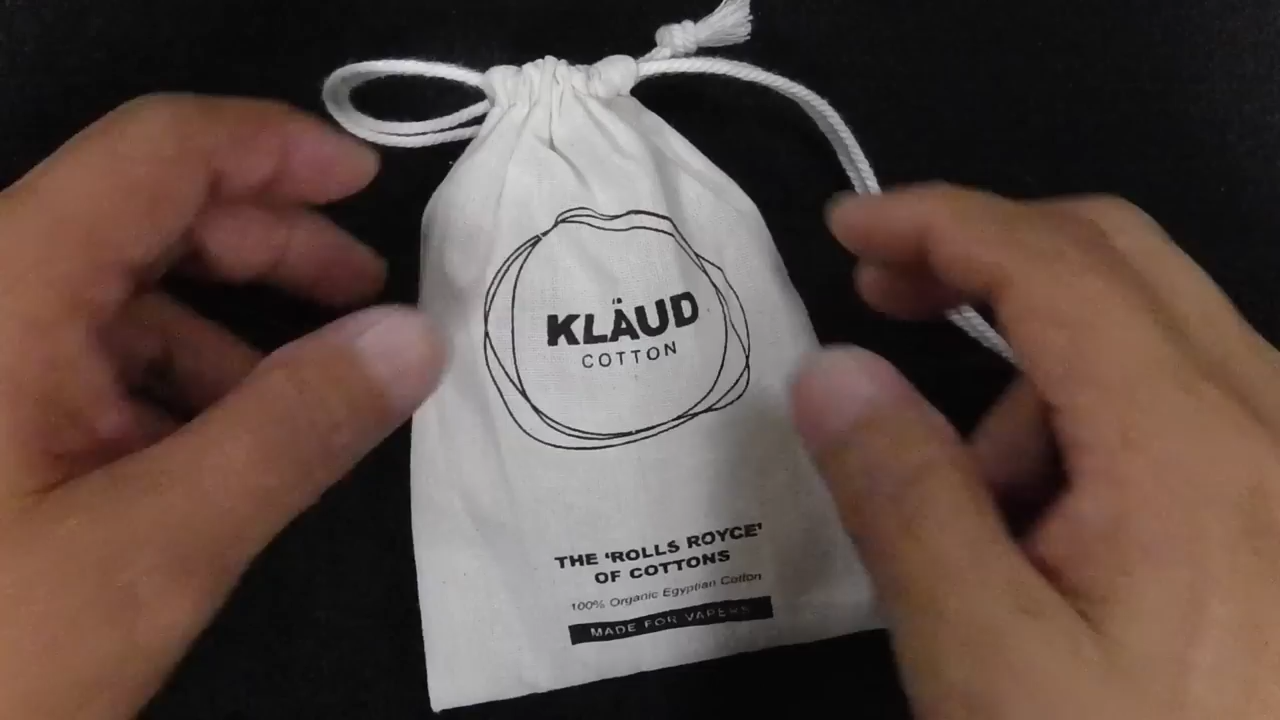 KLÄUD
COTTON
THE 'ROLLS ROYCE'
OF COTTONS
100% Organic Egyptian Cotton
MADE FOR VAPERS